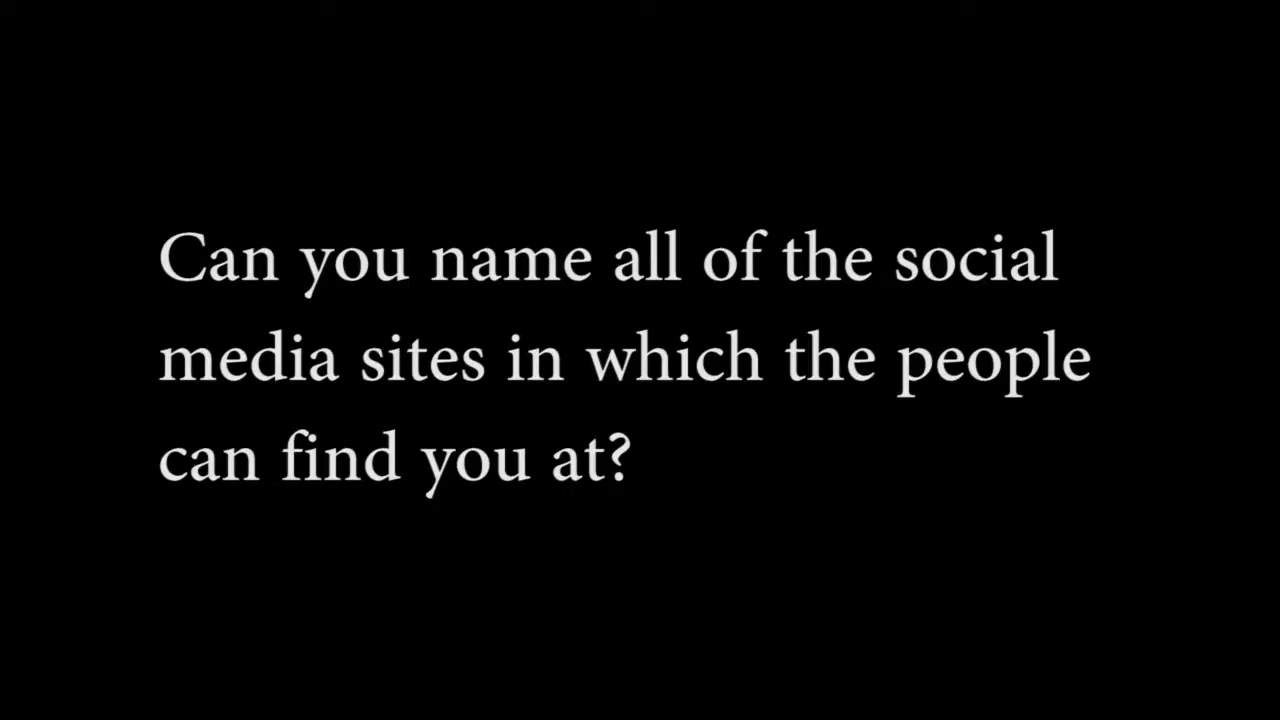 Can you name all of the social
media sites in which the people
can find you at?